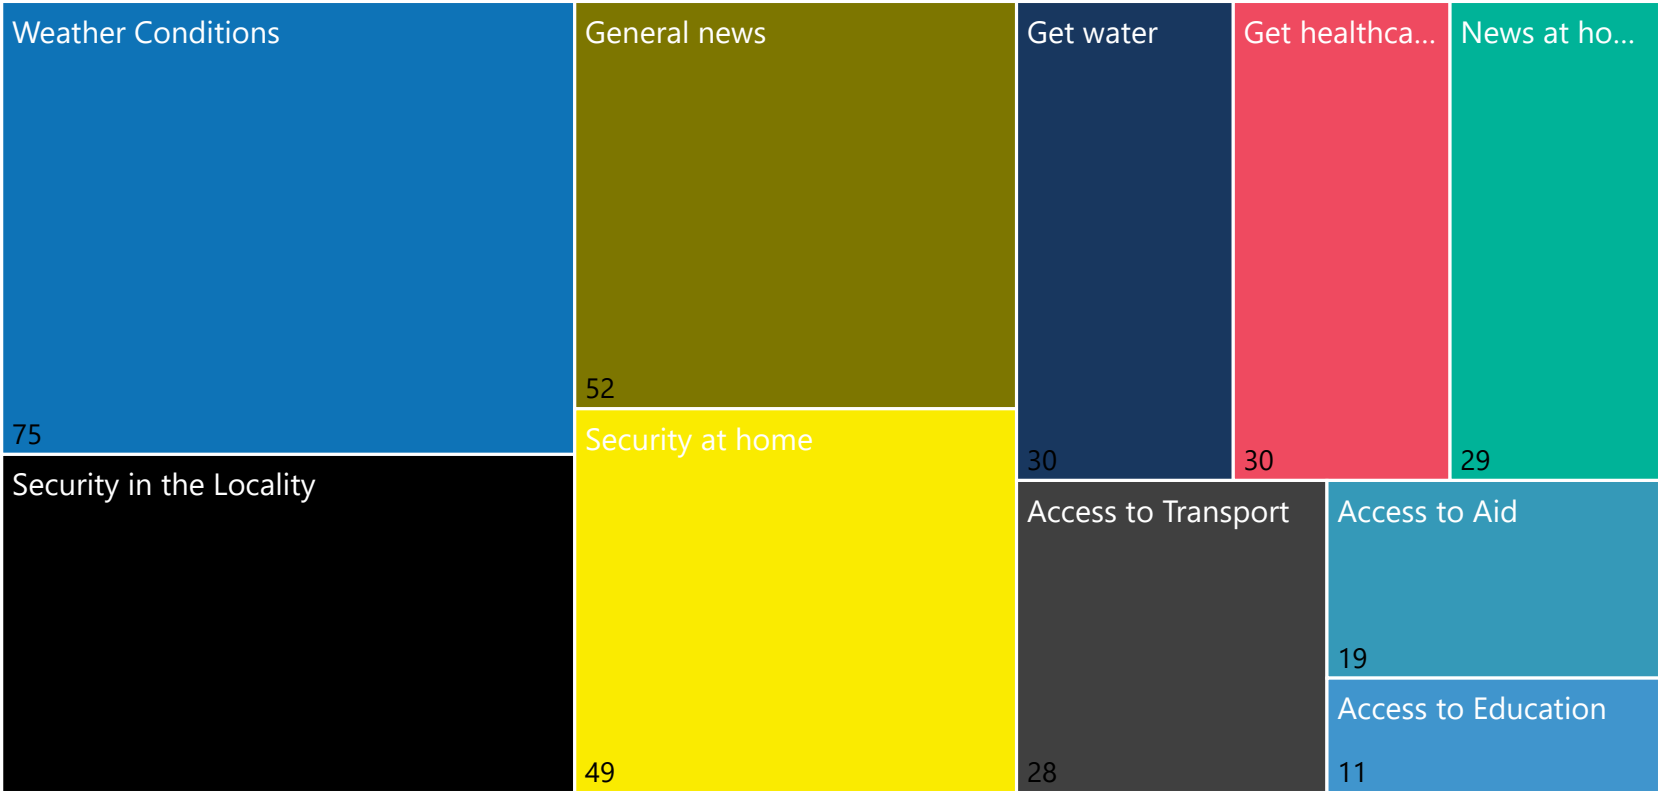 Weather Conditions
75
Security in the Locality
General news
52
Security at home
49
Get water
30
Get healthca...
30
News at ho...
29
Access to Transport
28
Access to Aid
19
Access to Education
11